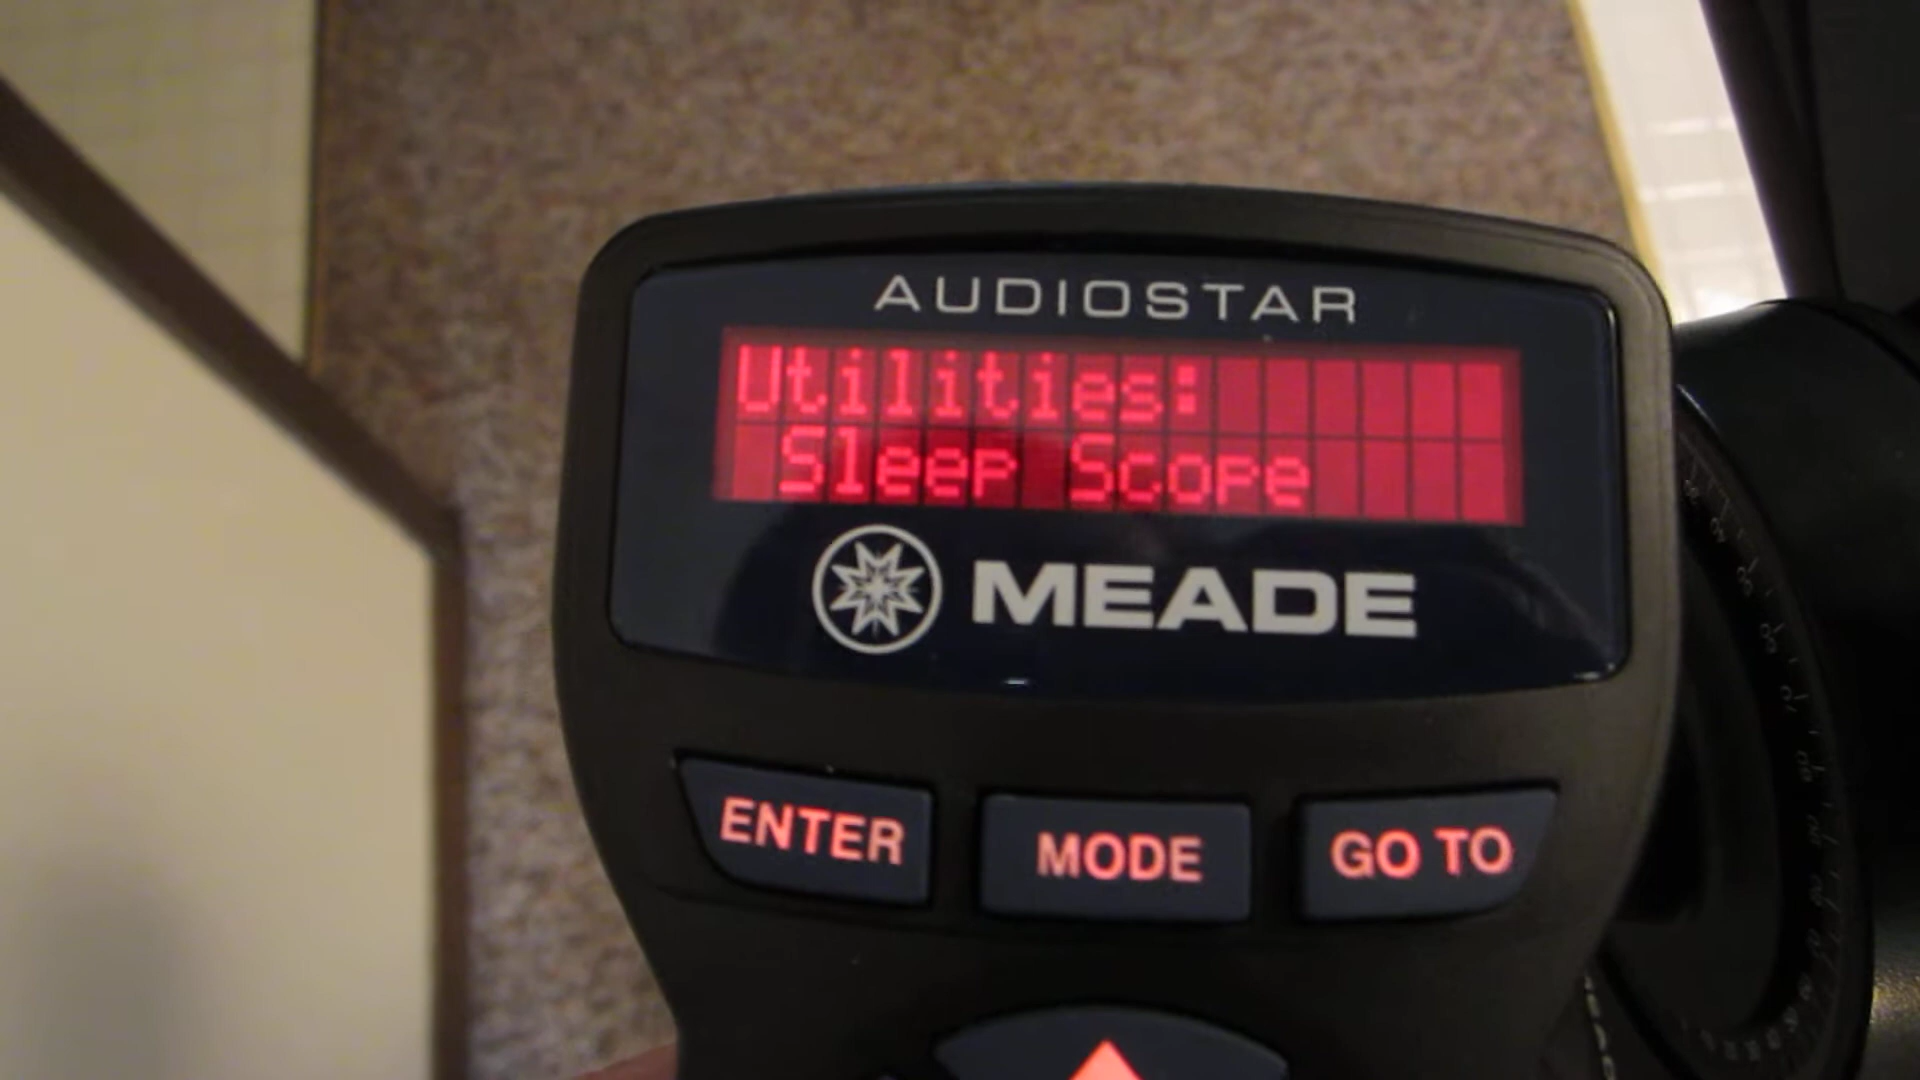 AUDIOSTAR
Utilities:
Sleep Scope
MEADE
ENTER
MODE
GO TO